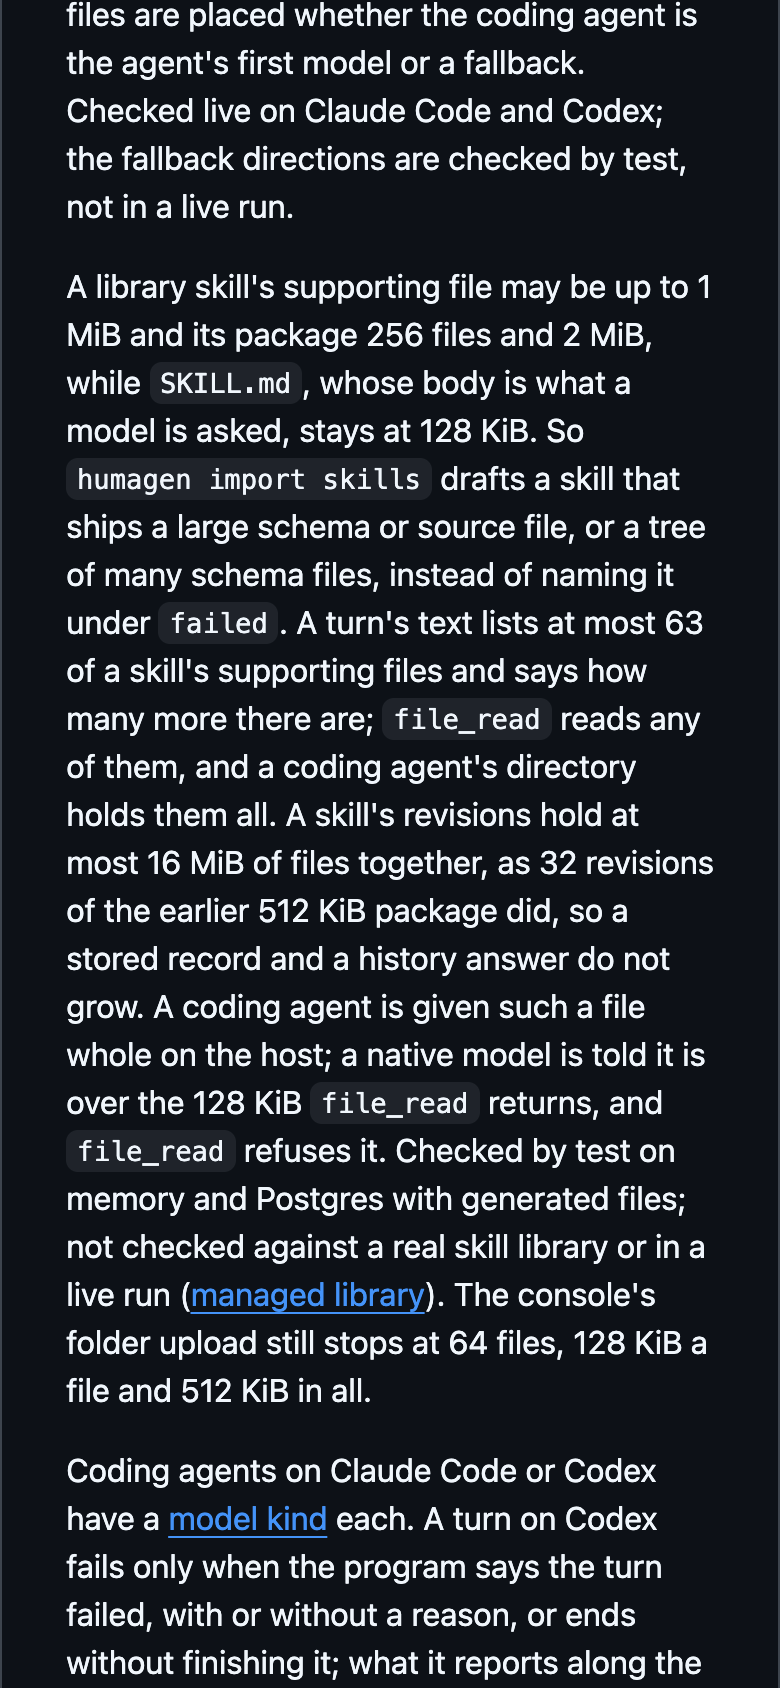 files are placed whether the coding agent is
the agent's first model or a fallback.
Checked live on Claude Code and Codex;
the fallback directions are checked by test,
not in a live run.
A library skill's supporting file may be up to 1
MiB and its package 256 files and 2 MiB,
while SKILL.md, whose body is what a
model is asked, stays at 128 KiB. So
humagen import skills drafts a skill that
ships a large schema or source file, or a tree
of many schema files, instead of naming it
under failed. A turn's text lists at most 63
of a skill's supporting files and says how
many more there are; file_read reads any
of them, and a coding agent's directory
holds them all. A skill's revisions hold at
most 16 MiB of files together, as 32 revisions
of the earlier 512 KiB package did, so a
stored record and a history answer do not
grow. A coding agent is given such a file
whole on the host; a native model is told it is
over the 128 KiB file_read returns, and
file_read refuses it. Checked by test on
memory and Postgres with generated files;
not checked against a real skill library or in a
live run (managed library). The console's
folder upload still stops at 64 files, 128 KiB a
file and 512 KiB in all.
Coding agents on Claude Code or Codex
have a model kind each. A turn on Codex
fails only when the program says the turn
failed, with or without a reason, or ends
without finishing it; what it reports along the